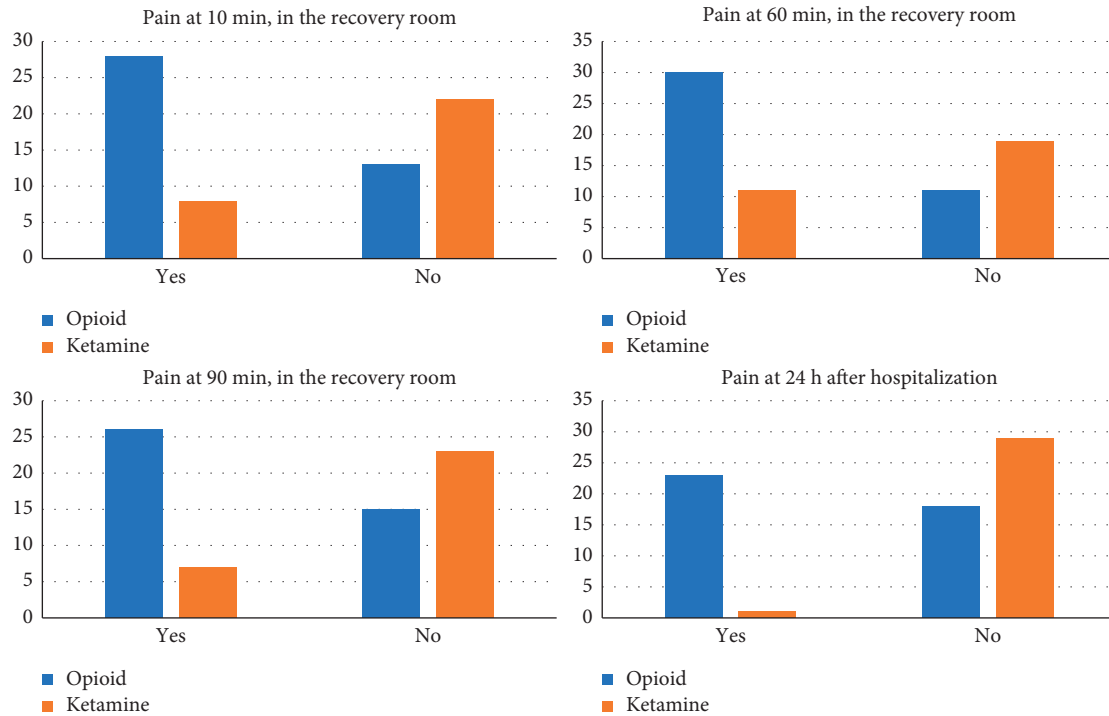 Pain at 10 min, in the recovery room
30
25
20
15
10
5
0
Yes No
Opioid
Ketamine
Pain at 60 min, in the recovery room
35
30
25
20
15
10
5
0
Yes No
Opioid
Ketamine
Pain at 90 min, in the recovery room
30
25
20
15
10
5
0
Yes No
Opioid
Ketamine
Pain at 24 h after hospitalization
35
30
25
20
15
10
5
0
Yes No
Opioid
Ketamine